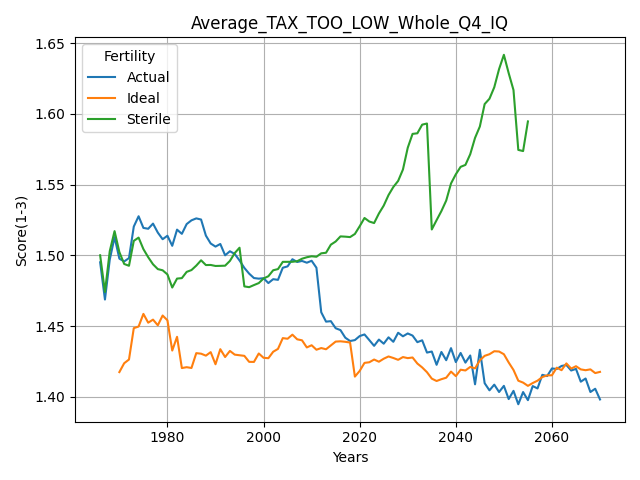 Average_TAX_TOO_LOW_Whole_Q4_IQ
Score(1-3)
1.65
1.60
1.55
1.50
1.45
1.40
Fertility
Actual
Ideal
Sterile
1980
2000
2020
2040
2060
Years